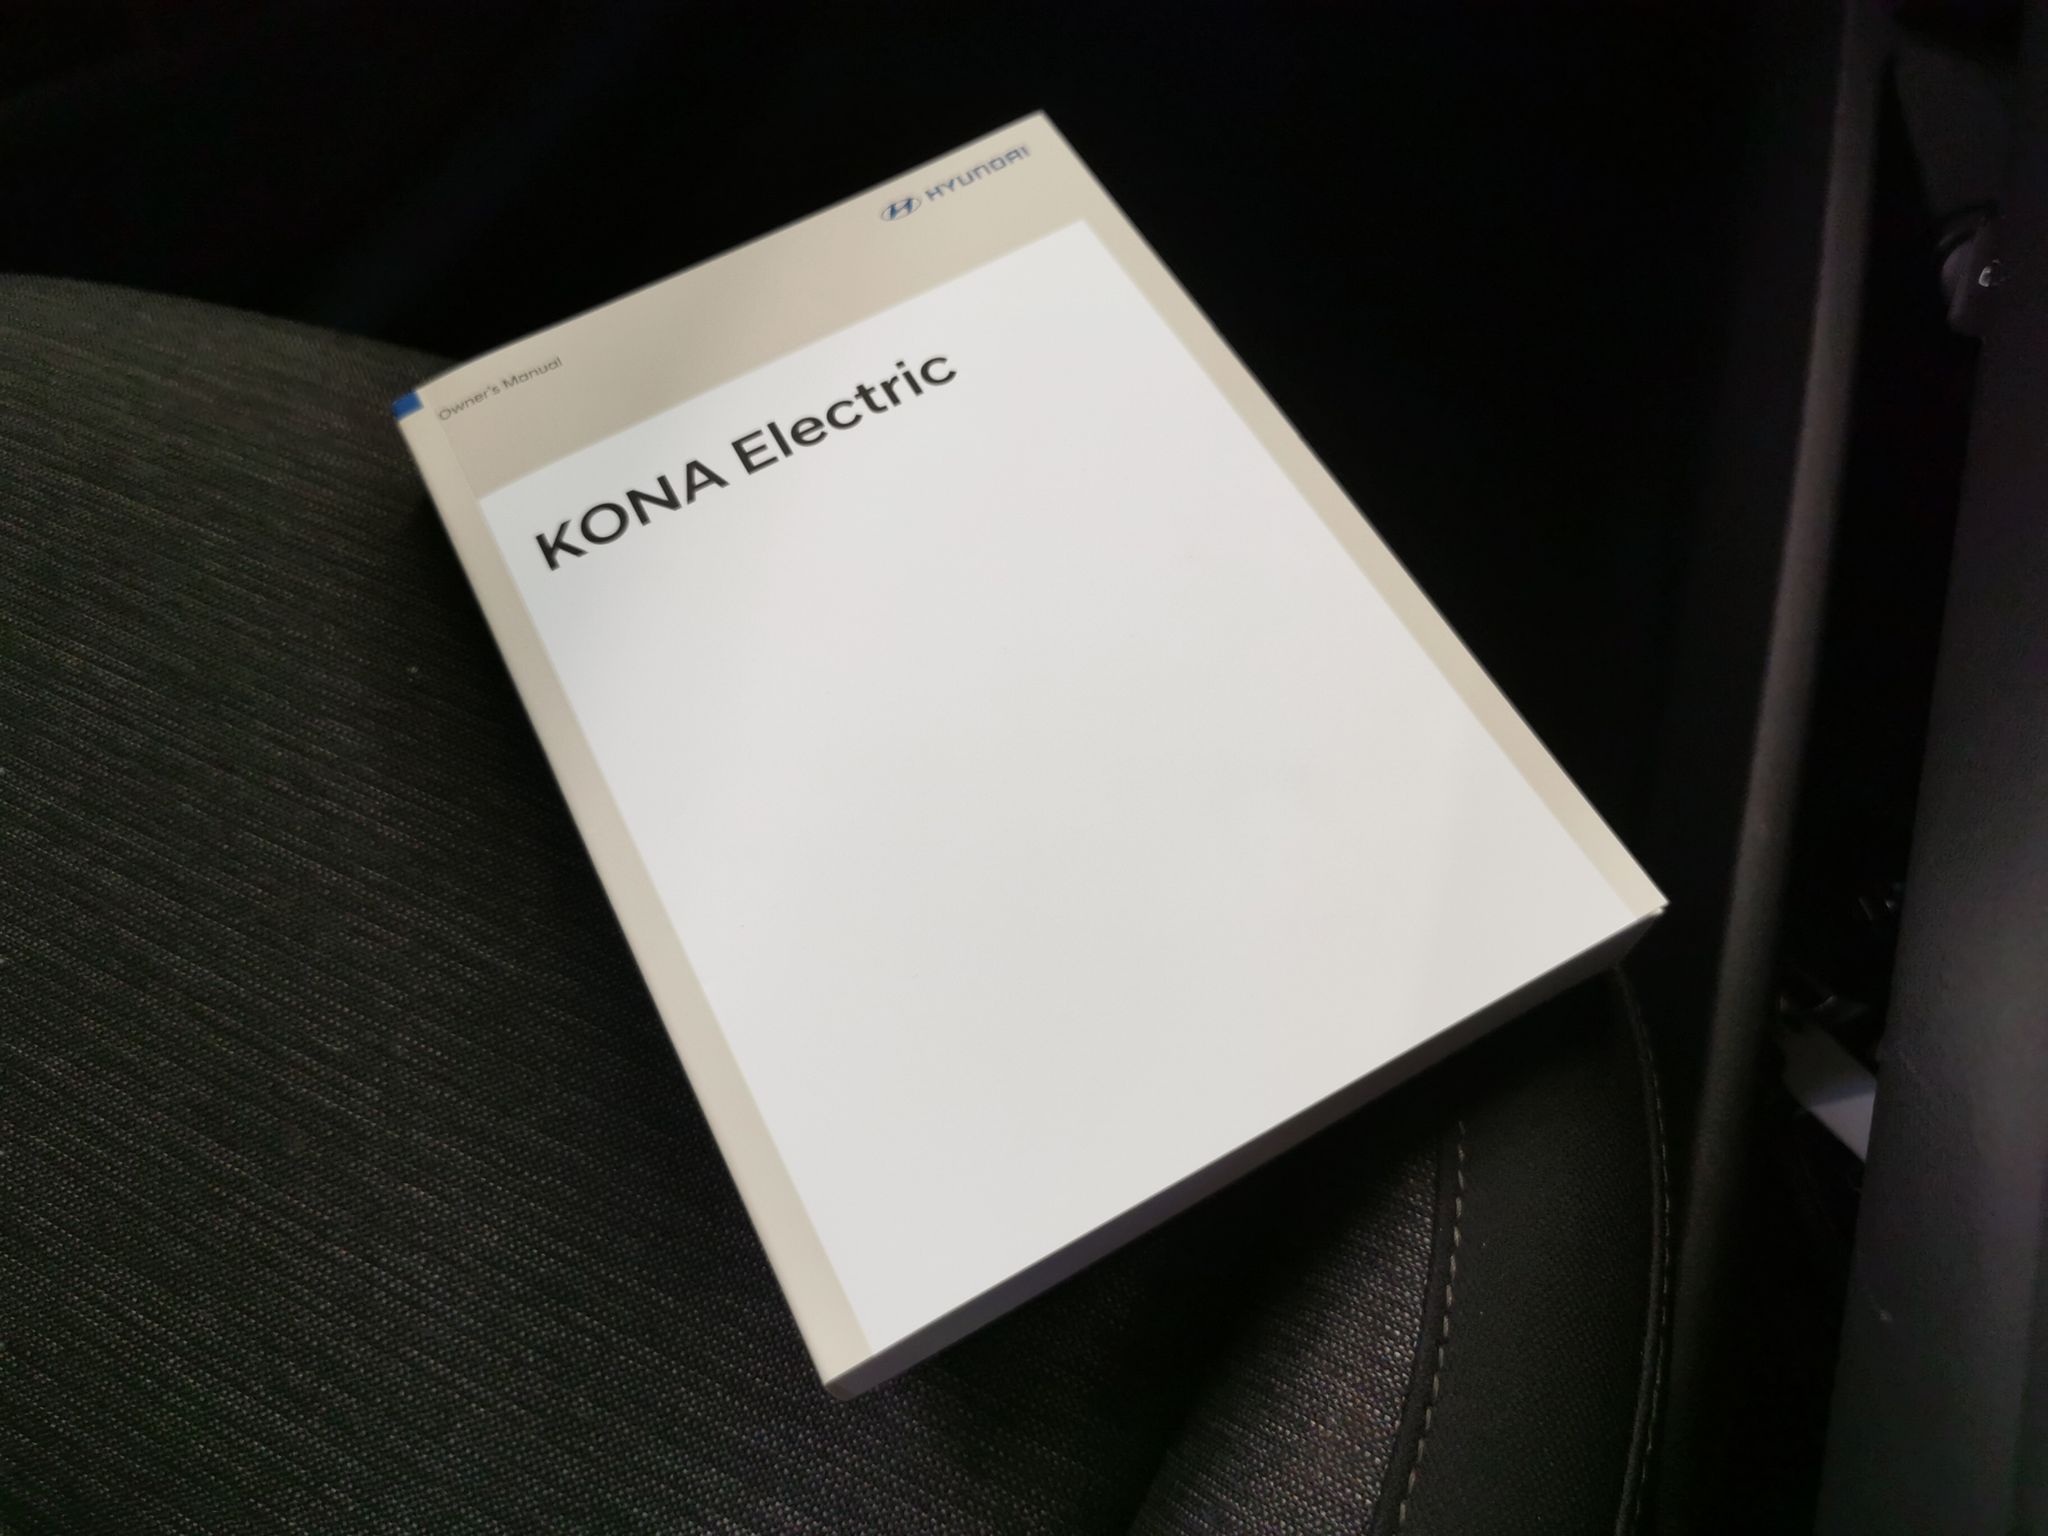 HYUNDAI
Owner's Manual
KONA Electric